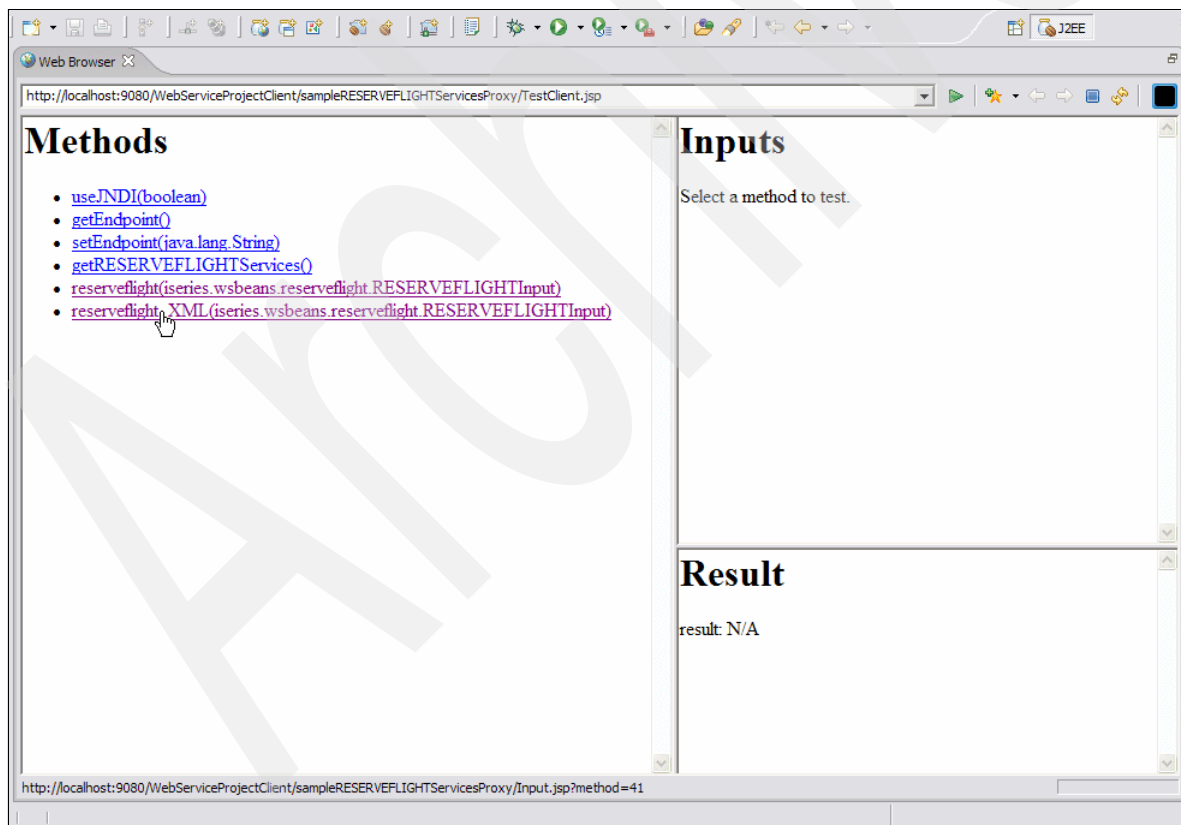 J2EE
Web Browser
http://localhost:9080/WebServiceProjectClient/sampleRESERVEFLIGHTServicesProxy/TestClient.jsp
Methods
useJNDI(boolean)
getEndpoint()
setEndpoint(java.lang.String)
getRESERVEFLIGHTServices()
reserveflight(iseries.wsbeans.reserveflight.RESERVEFLIGHTInput)
reserveflight_XML(iseries.wsbeans.reserveflight.RESERVEFLIGHTInput)
Inputs
Select a method to test.
Result
result: N/A
http://localhost:9080/WebServiceProjectClient/sampleRESERVEFLIGHTServicesProxy/Input.jsp?method=41